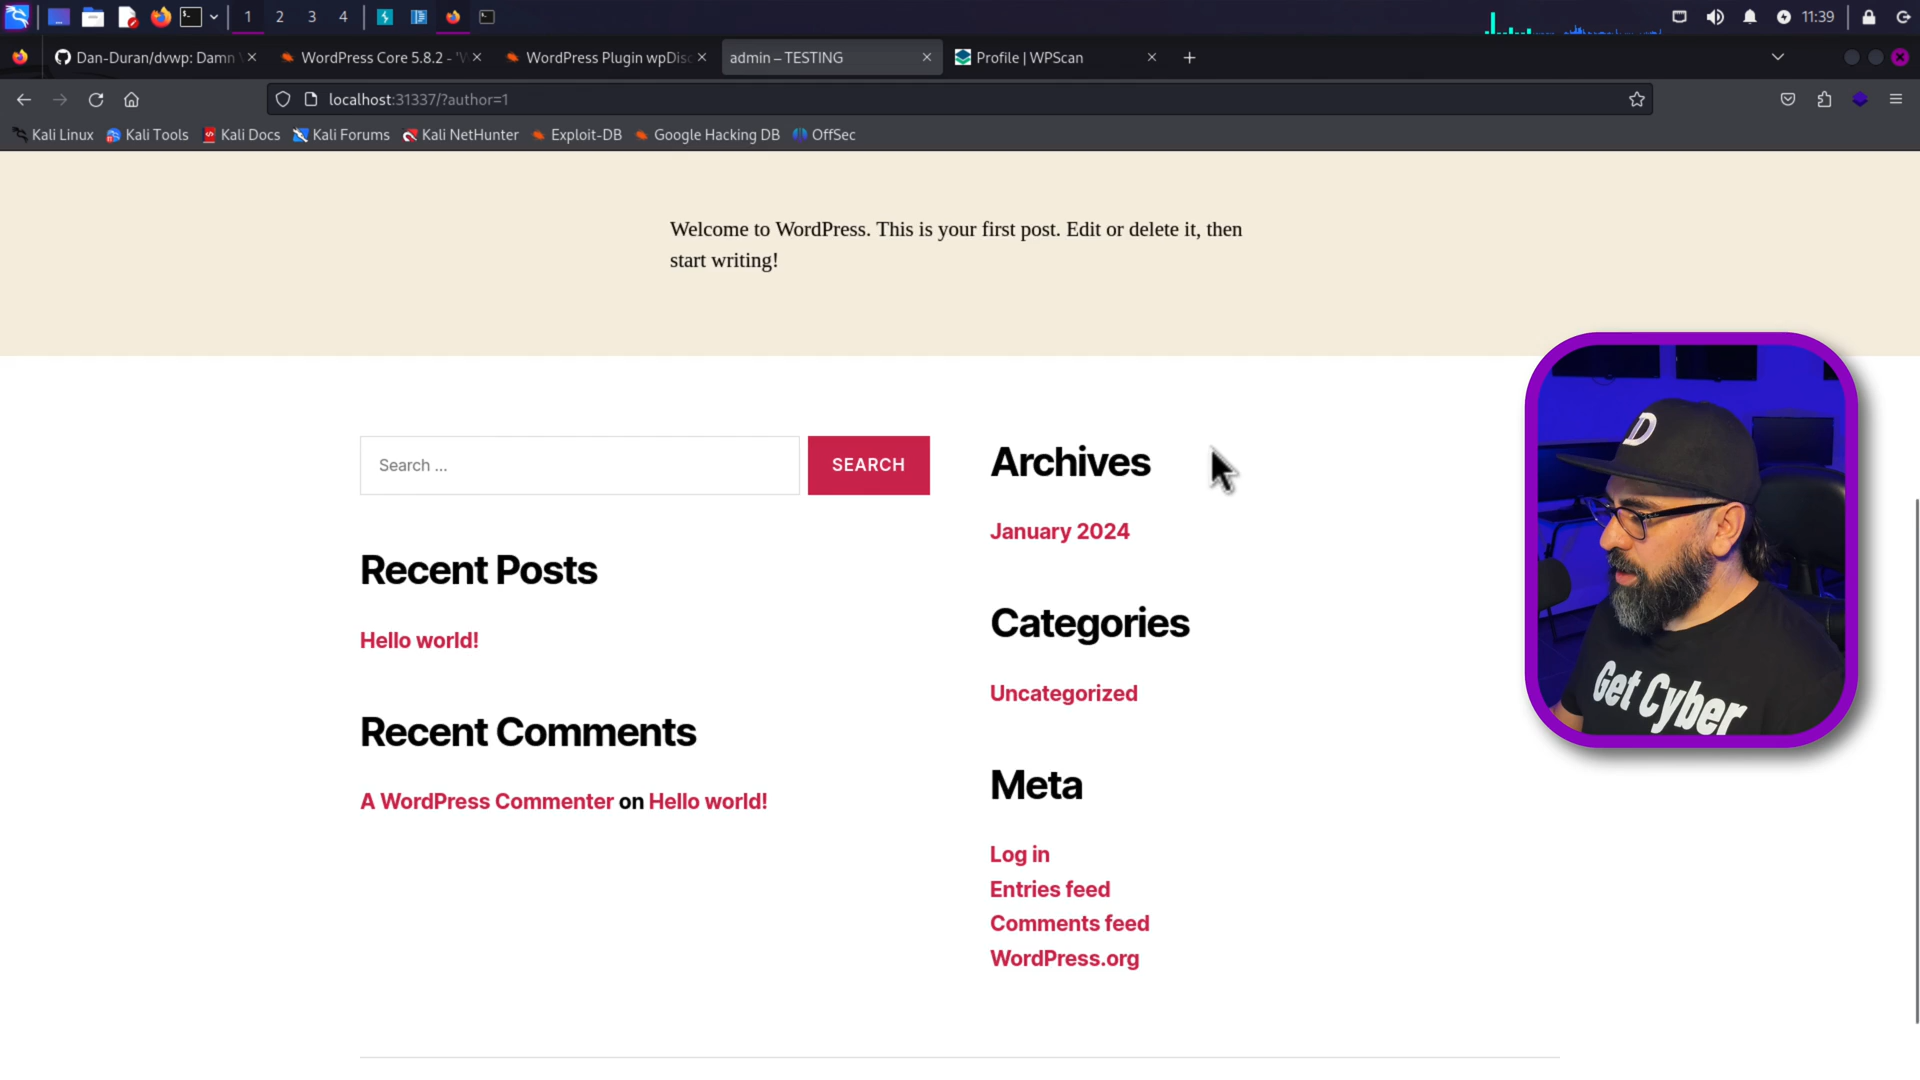 1
2
3
4
11:39
Dan-Duran/dvwp: Damn
WordPress Core 5.8.2 - 'V
WordPress Plugin wpDisc
admin – TESTING
Profile | WPScan
localhost:31337/?author=1
Kali Linux
Kali Tools
Kali Docs
Kali Forums
Kali NetHunter
Exploit-DB
Google Hacking DB
OffSec
Welcome to WordPress. This is your first post. Edit or delete it, then
start writing!
Search …
SEARCH
Recent Posts
Hello world!
Recent Comments
A WordPress Commenter on Hello world!
Archives
January 2024
Categories
Uncategorized
Meta
Log in
Entries feed
Comments feed
WordPress.org
D
Get Cyber